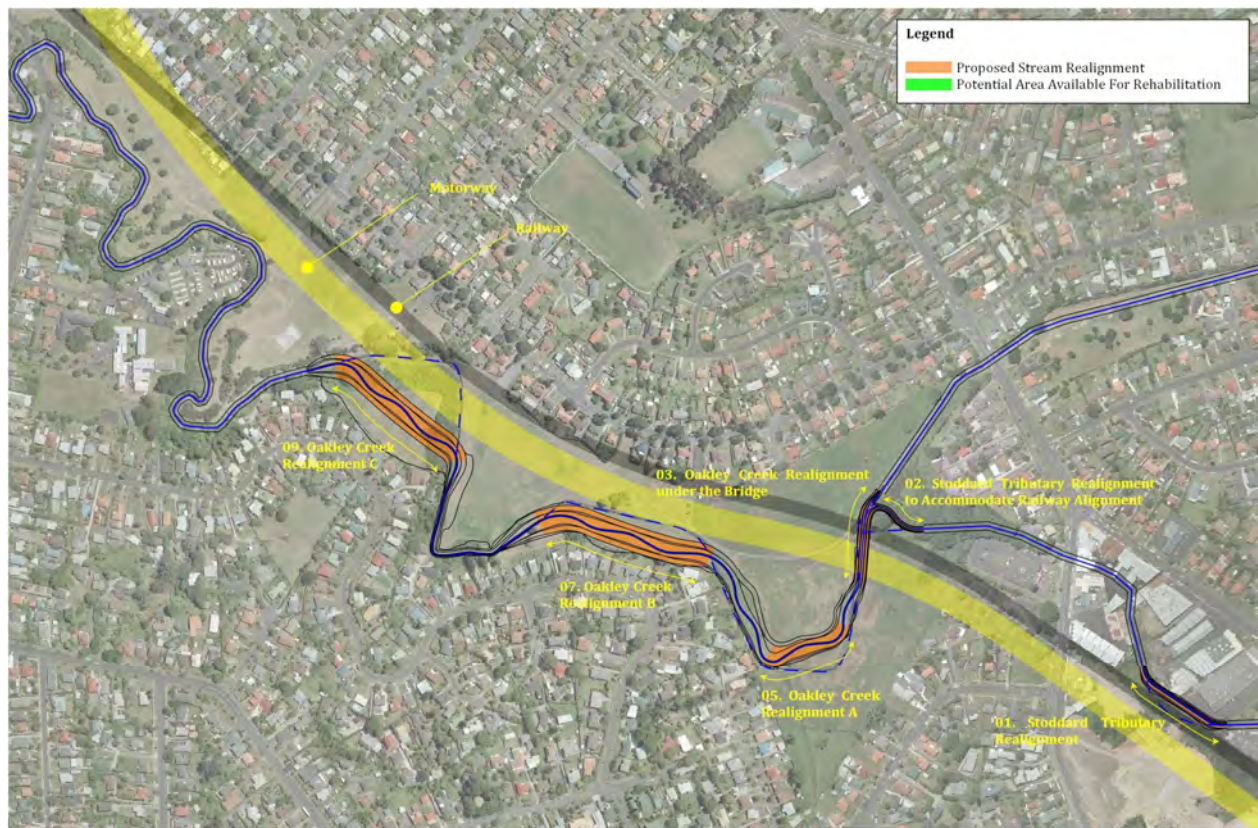 Legend
Proposed Stream Realignment
Potential Area Available For Rehabilitation
Motorway
Railway
09. Oakley Creek
Realignment C
03. Oakley Creek Realignment
under the Bridge
02. Stoddard Tributary Realignment
to Accommodate Railway Alignment
07. Oakley Creek
Realignment B
05. Oakley Creek
Realignment A
01. Stoddard Tributary
Realignment